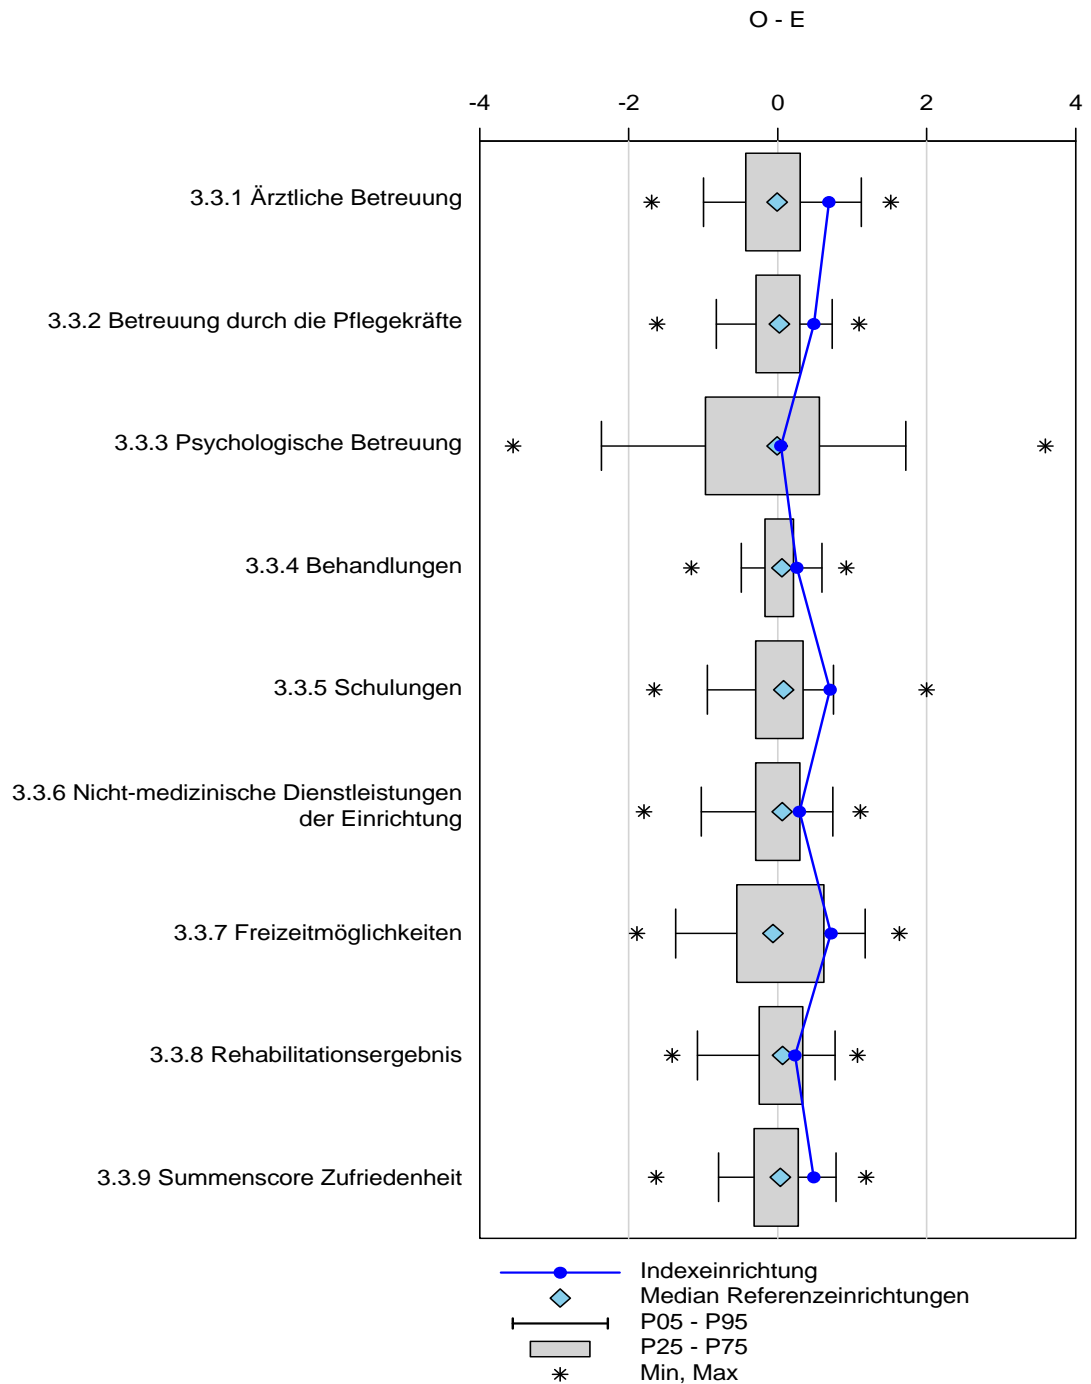 O - E
-4 -2 0 2 4
3.3.1 Ärztliche Betreuung
3.3.2 Betreuung durch die Pflegekräfte
3.3.3 Psychologische Betreuung
3.3.4 Behandlungen
3.3.5 Schulungen
3.3.6 Nicht-medizinische Dienstleistungen
der Einrichtung
3.3.7 Freizeitmöglichkeiten
3.3.8 Rehabilitationsergebnis
3.3.9 Summenscore Zufriedenheit
Indexeinrichtung
Median Referenzeinrichtungen
P05 - P95
P25 - P75
Min, Max